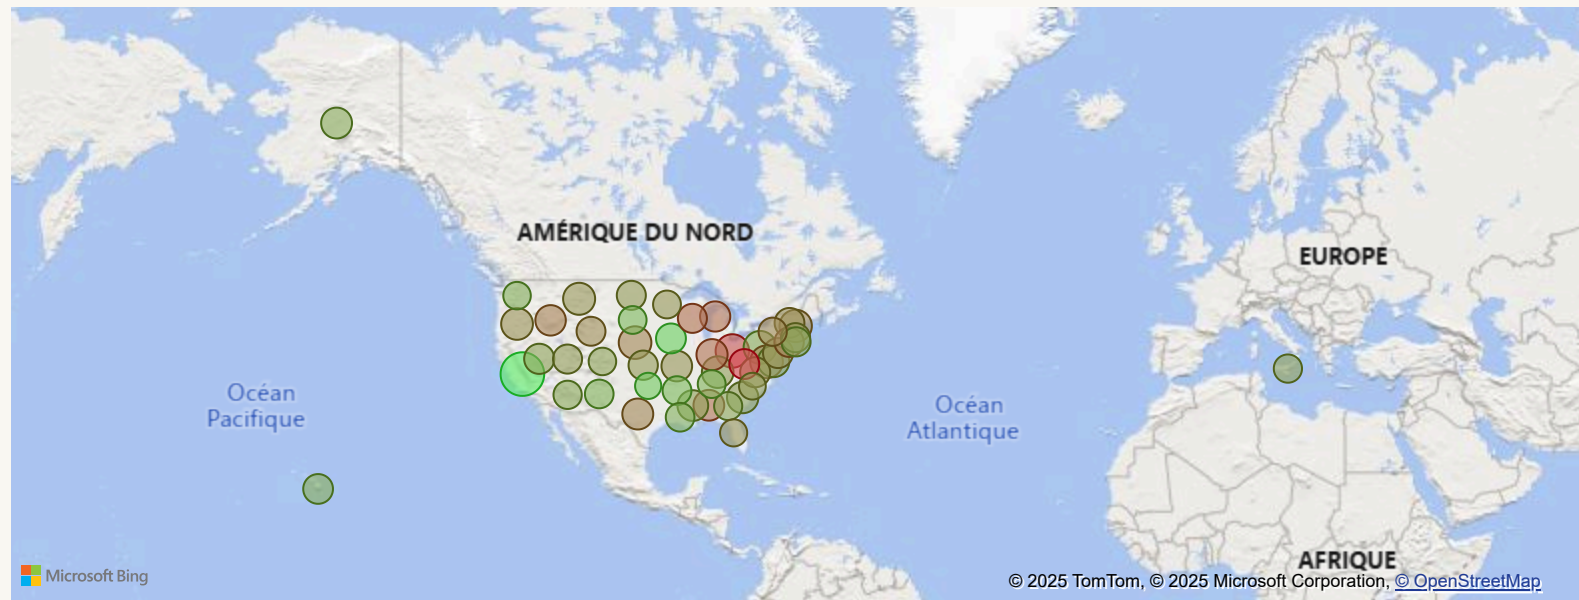 AMÉRIQUE DU NORD
EUROPE
Océan
Pacifique
Océan
Atlantique
AFRIQUE
Microsoft Bing
© 2025 TomTom, © 2025 Microsoft Corporation, © OpenStreetMap